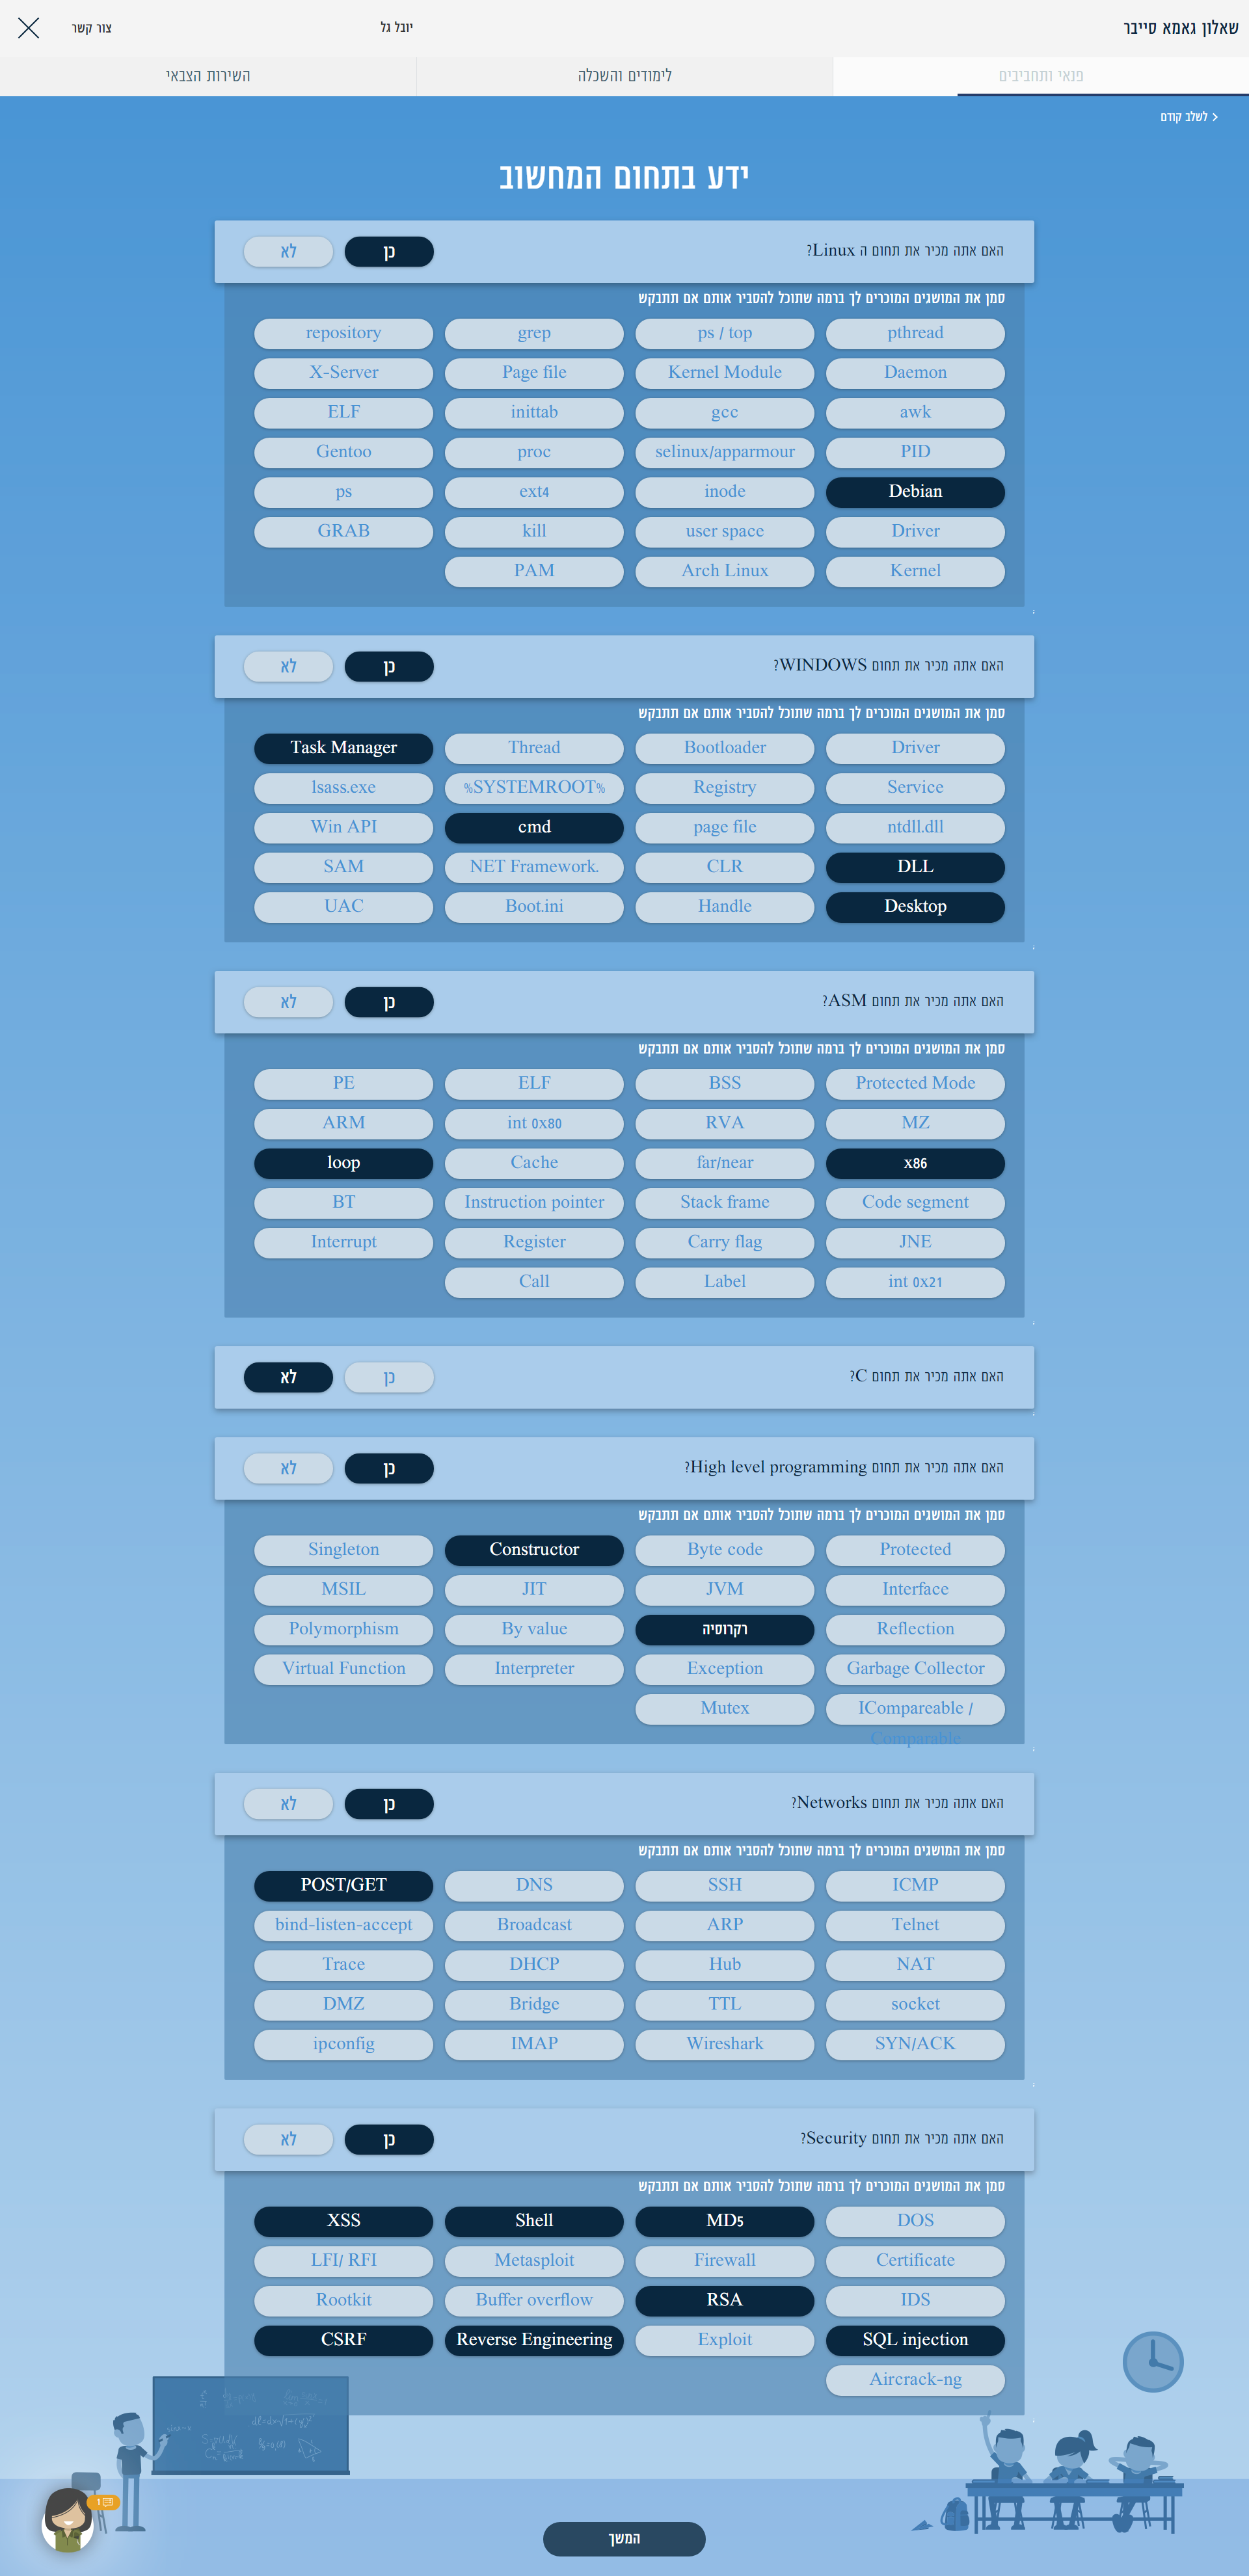 שאלון גאמא סייבר
יובל גל
צור קשר
פנאי ותחביבים
לימודים והשכלה
השירות הצבאי
לשלב קודם
ידע בתחום המחשוב
האם אתה מכיר את תחום ה Linux?
כן
לא
סמן את המושגים המוכרים לך ברמה שתוכל להסביר אותם אם תתבקש
pthread
ps / top
grep
repository
Daemon
Kernel Module
Page file
X-Server
awk
gcc
inittab
ELF
PID
selinux/apparmour
proc
Gentoo
Debian
inode
ext4
ps
Driver
user space
kill
GRAB
Kernel
Arch Linux
PAM
האם אתה מכיר את תחום WINDOWS?
כן
לא
סמן את המושגים המוכרים לך ברמה שתוכל להסביר אותם אם תתבקש
Driver
Bootloader
Thread
Task Manager
Service
Registry
%SYSTEMROOT%
lsass.exe
ntdll.dll
page file
cmd
Win API
DLL
CLR
NET Framework.
SAM
Desktop
Handle
Boot.ini
UAC
האם אתה מכיר את תחום ASM?
כן
לא
סמן את המושגים המוכרים לך ברמה שתוכל להסביר אותם אם תתבקש
Protected Mode
BSS
ELF
PE
MZ
RVA
int 0x80
ARM
x86
far/near
Cache
loop
Code segment
Stack frame
Instruction pointer
BT
JNE
Carry flag
Register
Interrupt
int 0x21
Label
Call
האם אתה מכיר את תחום C?
כן
לא
האם אתה מכיר את תחום High level programming?
כן
לא
סמן את המושגים המוכרים לך ברמה שתוכל להסביר אותם אם תתבקש
Protected
Byte code
Constructor
Singleton
Interface
JVM
JIT
MSIL
Reflection
רקרוסיה
By value
Polymorphism
Garbage Collector
Exception
Interpreter
Virtual Function
ICompareable /
Comparable
Mutex
האם אתה מכיר את תחום Networks?
כן
לא
סמן את המושגים המוכרים לך ברמה שתוכל להסביר אותם אם תתבקש
ICMP
SSH
DNS
POST/GET
Telnet
ARP
Broadcast
bind-listen-accept
NAT
Hub
DHCP
Trace
socket
TTL
Bridge
DMZ
SYN/ACK
Wireshark
IMAP
ipconfig
האם אתה מכיר את תחום Security?
כן
לא
סמן את המושגים המוכרים לך ברמה שתוכל להסביר אותם אם תתבקש
DOS
MD5
Shell
XSS
Certificate
Firewall
Metasploit
LFI/ RFI
IDS
RSA
Buffer overflow
Rootkit
SQL injection
Exploit
Reverse Engineering
CSRF
Aircrack-ng
1
המשך